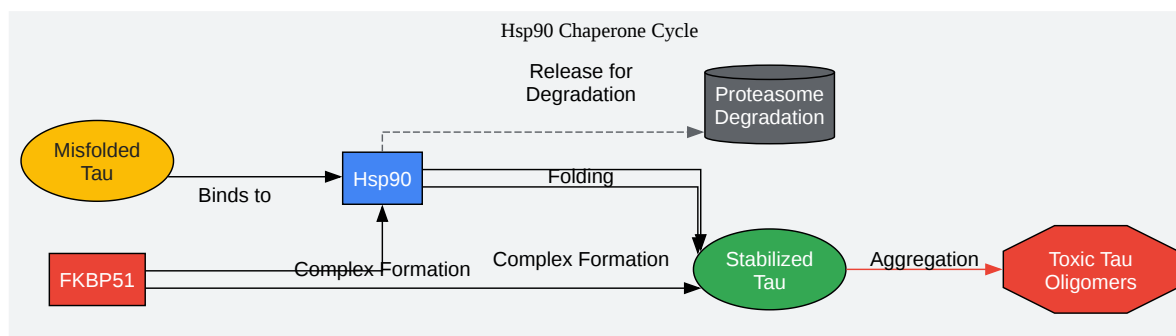 Hsp90 Chaperone Cycle
Release for
Degradation
Proteasome
Degradation
Misfolded
Tau
Binds to
Hsp90
Folding
FKBP51
Complex Formation
Complex Formation
Stabilized
Tau
Aggregation
Toxic Tau
Oligomers